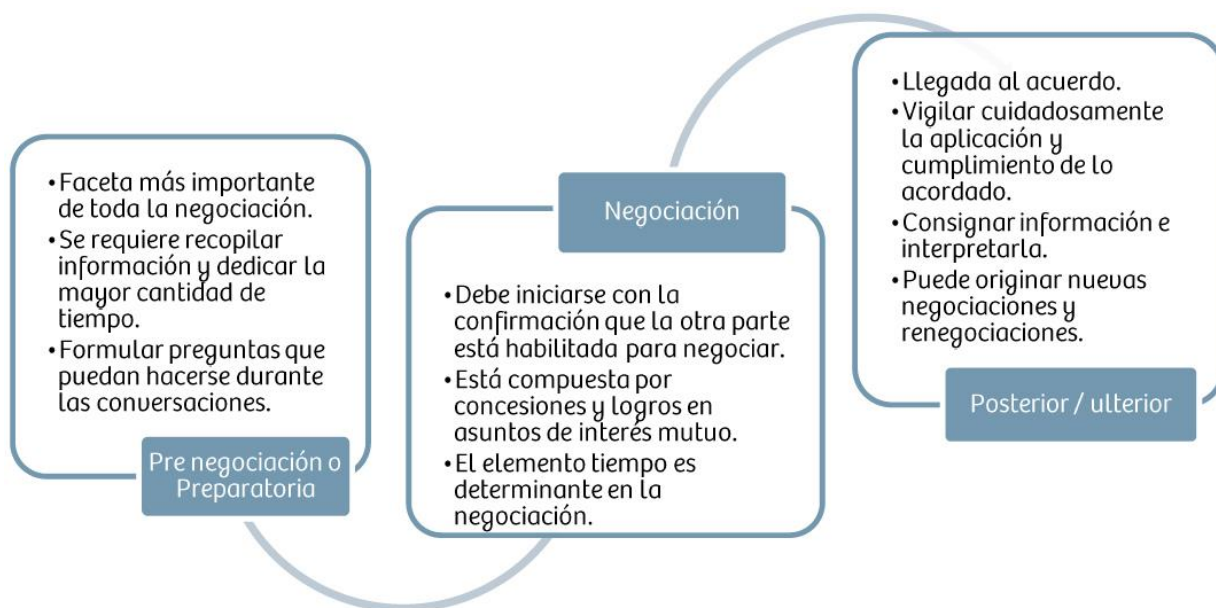 • Faceta más importante
de toda la negociación.
• Se requiere recopilar
información y dedicar la
mayor cantidad de
tiempo.
• Formular preguntas que
puedan hacerse durante
las conversaciones.
Pre negociación o
Preparatoria
Negociación
• Debe iniciarse con la
confirmación que la otra parte
está habilitada para negociar.
• Está compuesta por
concesiones y logros en
asuntos de interés mutuo.
• El elemento tiempo es
determinante en la
negociación.
• Llegada al acuerdo.
• Vigilar cuidadosamente
la aplicación y
cumplimiento de lo
acordado.
• Consignar información e
interpretarla.
• Puede originar nuevas
negociaciones y
renegociaciones.
Posterior / ulterior